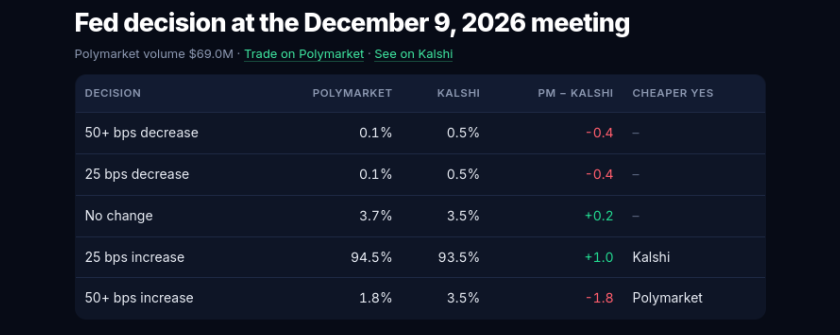 Fed decision at the December 9, 2026 meeting
Polymarket volume $69.0M · Trade on Polymarket · See on Kalshi
DECISION POLYMARKET KALSHI PM − KALSHI CHEAPER YES
50+ bps decrease 0.1% 0.5% -0.4 –
25 bps decrease 0.1% 0.5% -0.4 –
No change 3.7% 3.5% +0.2 –
25 bps increase 94.5% 93.5% +1.0 Kalshi
50+ bps increase 1.8% 3.5% -1.8 Polymarket